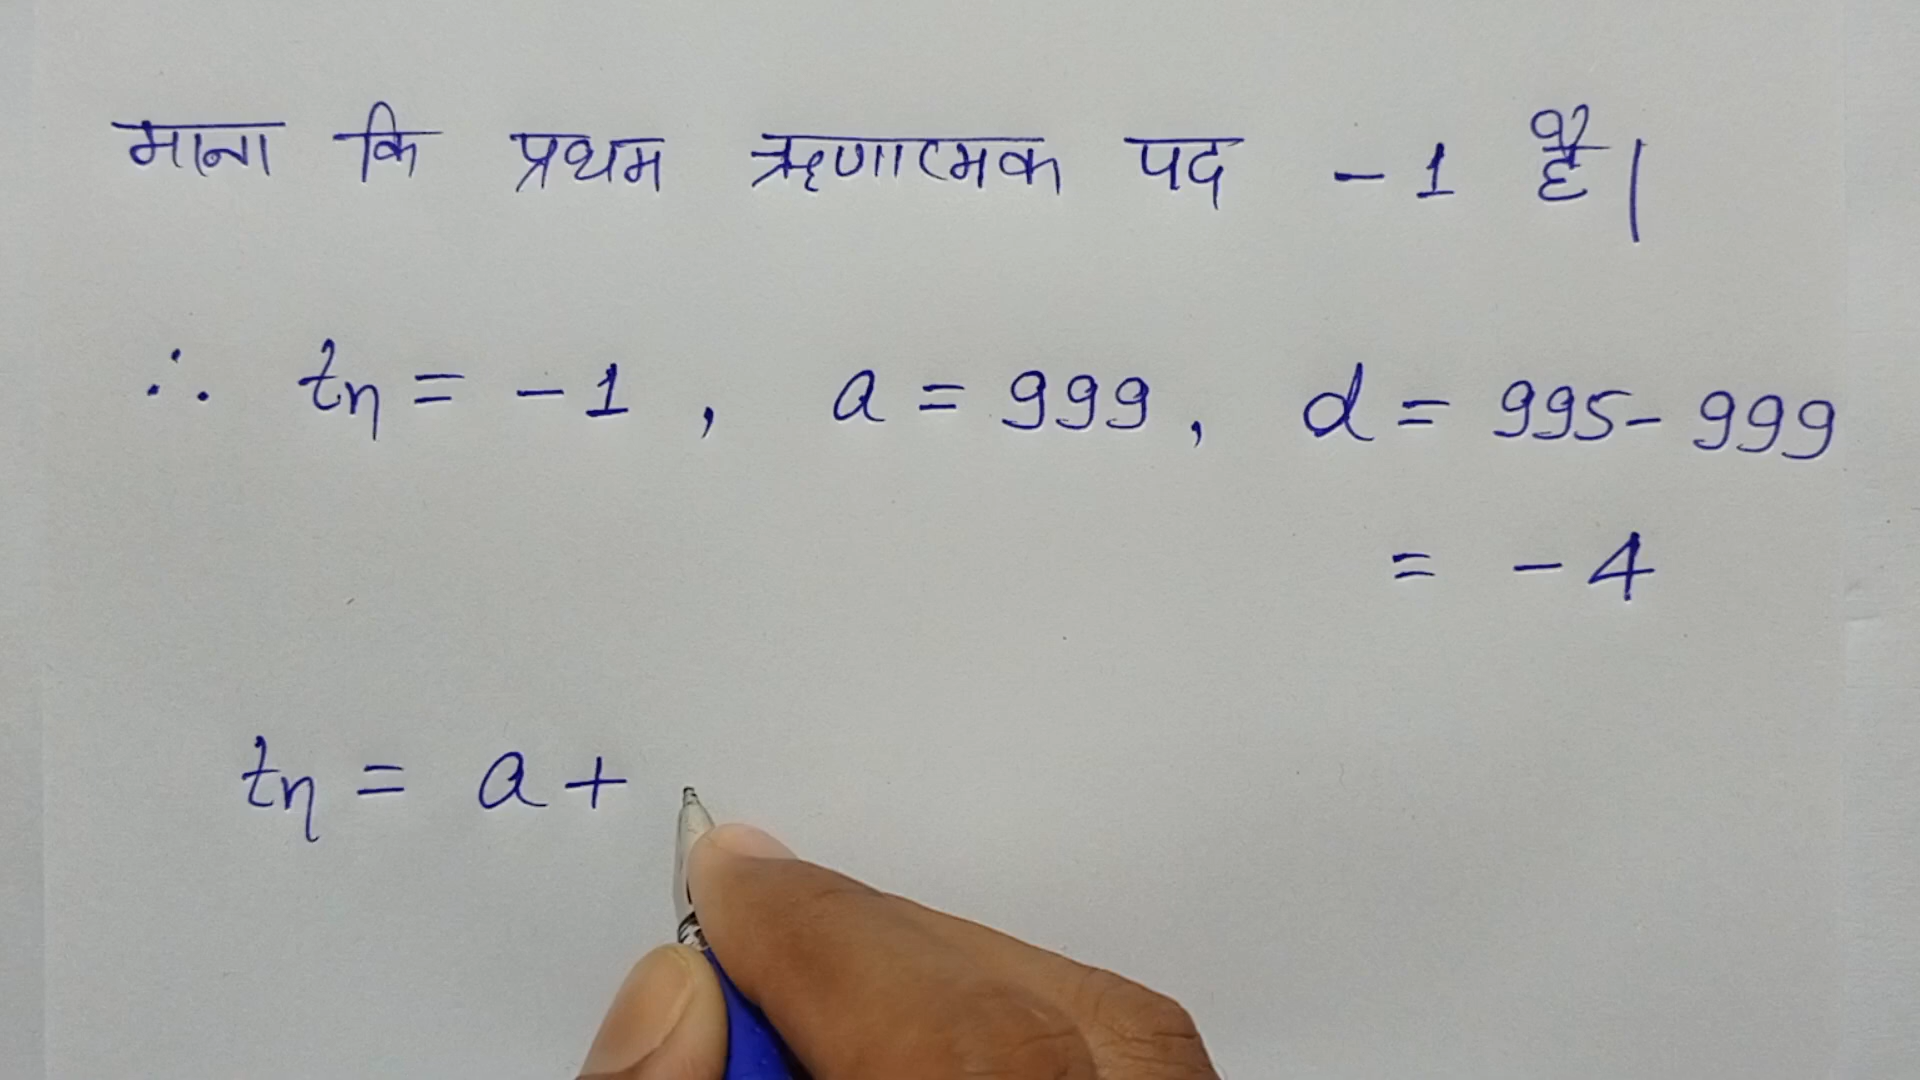 माना कि प्रथम ऋणात्मक पद - 1 है।
∴ tn = - 1 , a = 999 , d = 995 - 999
= - 4
tn = a +